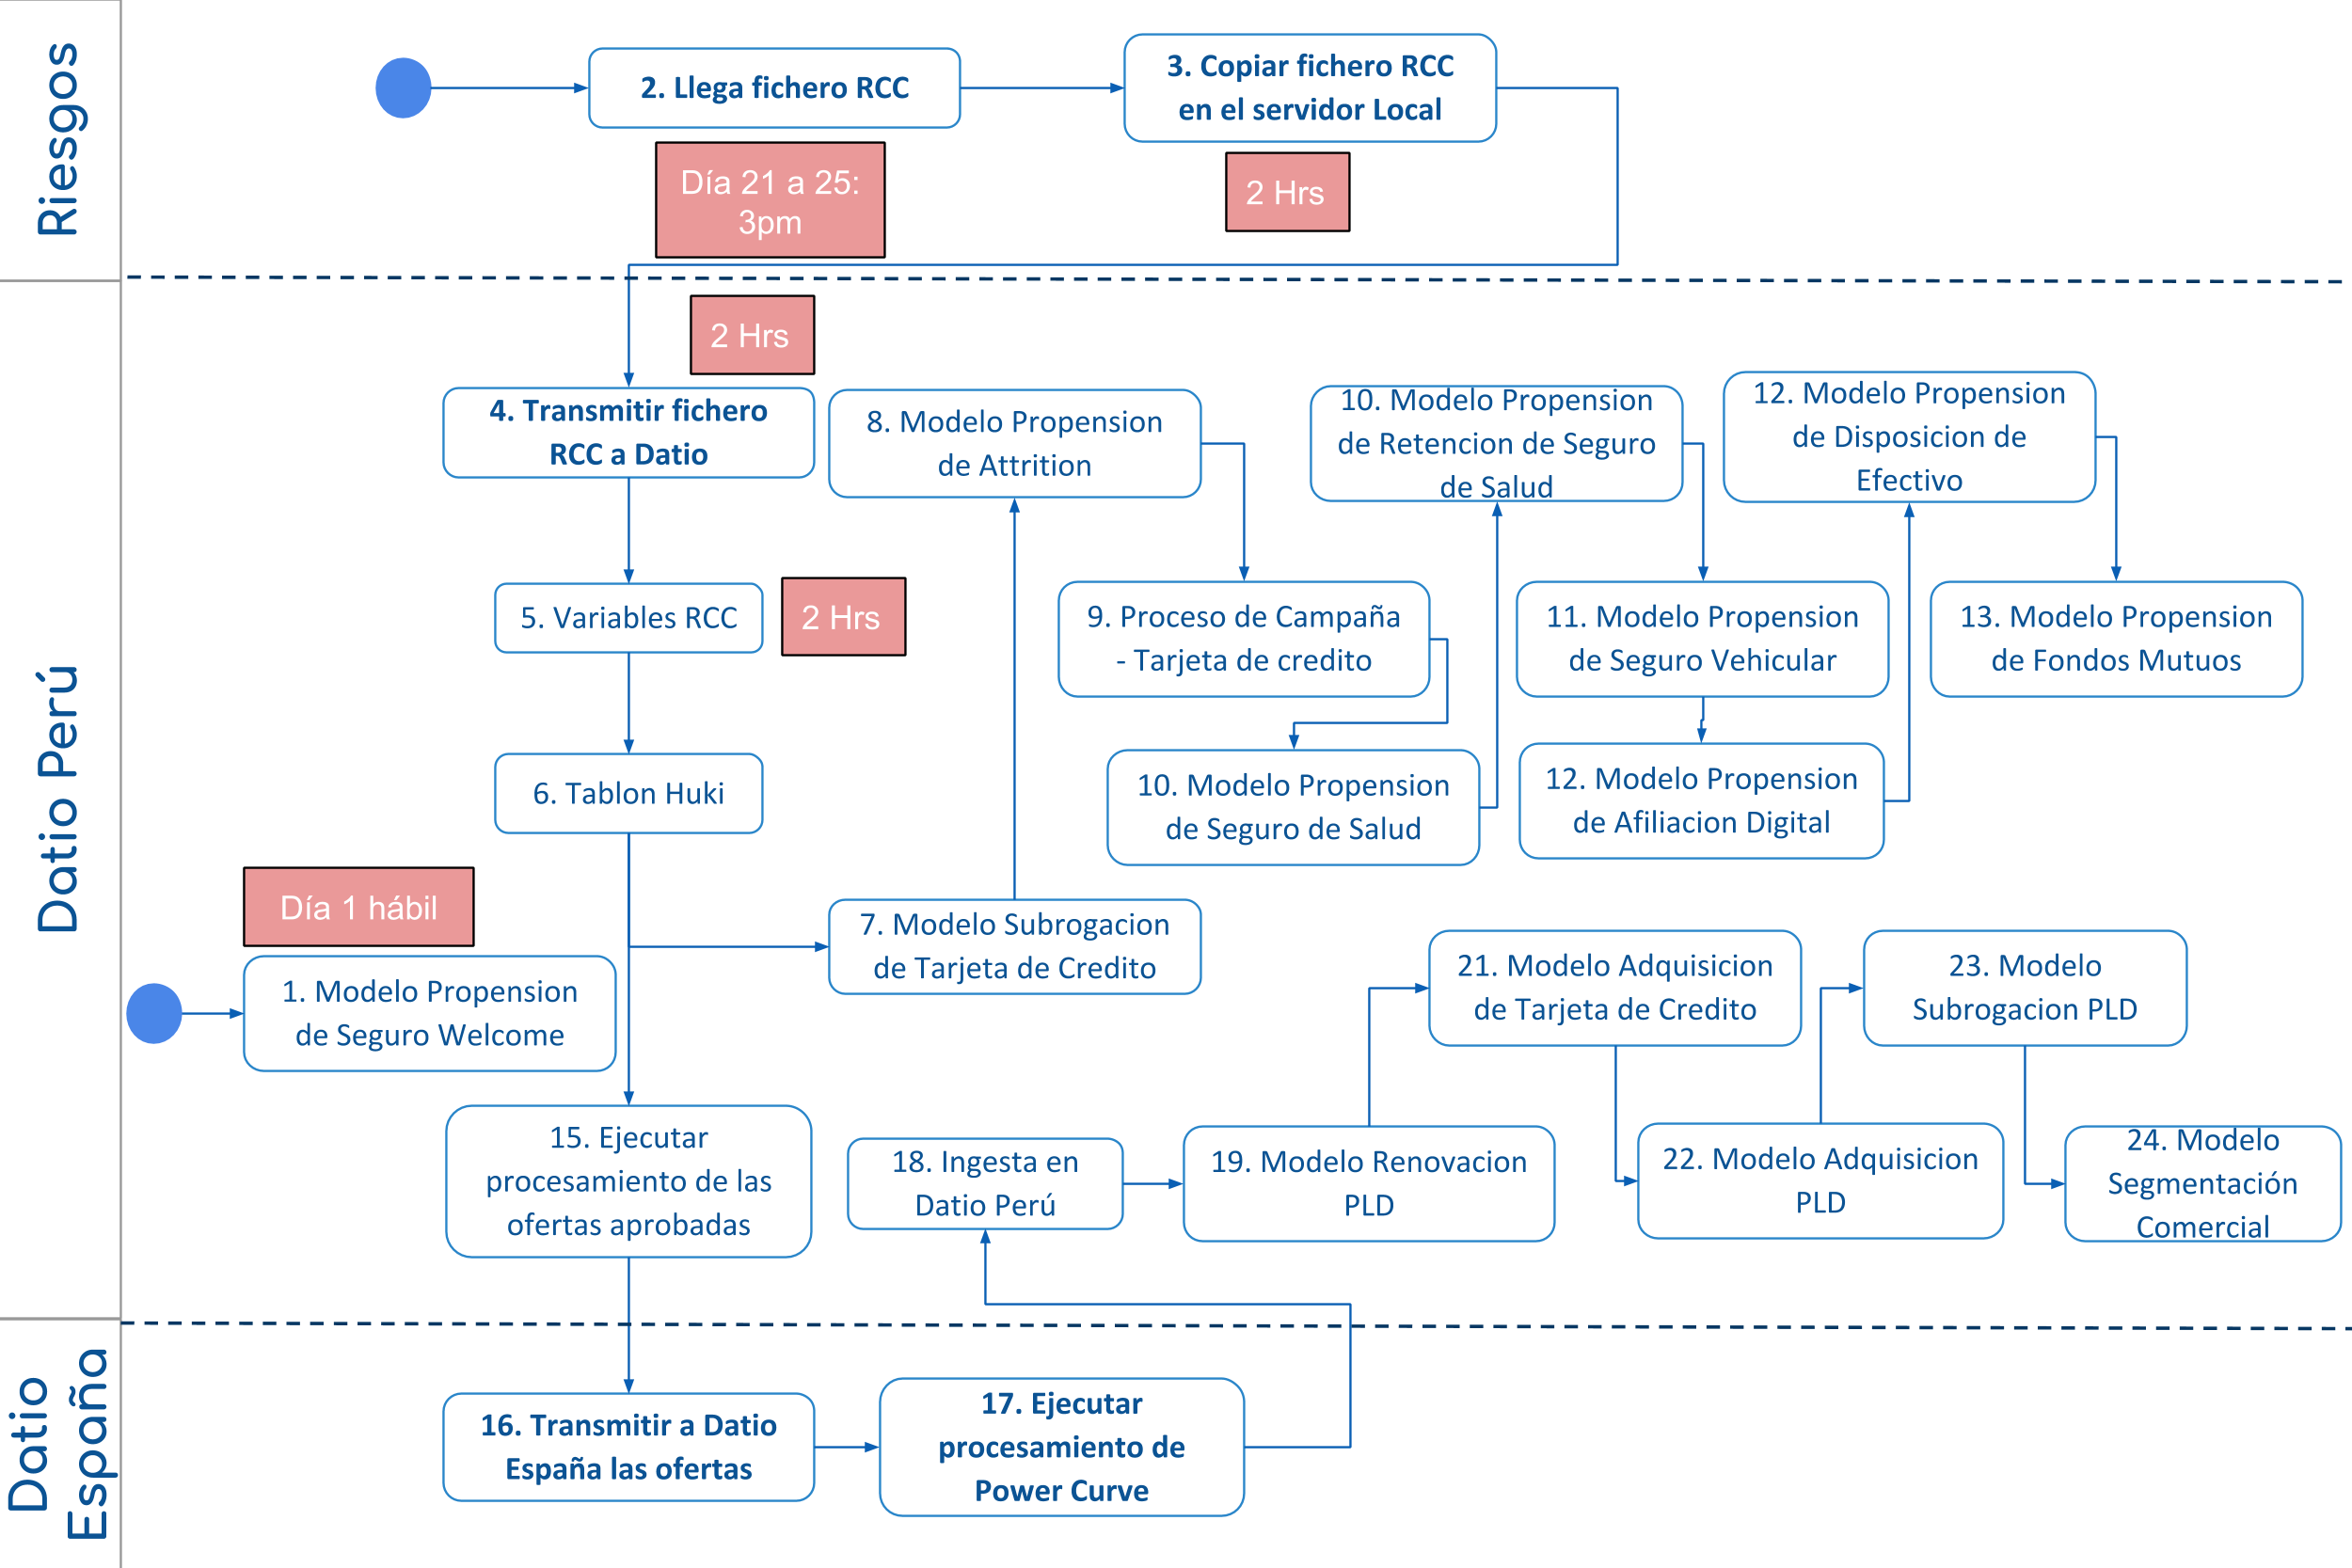 Riesgos
2. Llega fichero RCC
3. Copiar fichero RCC
en el servidor Local
Día 21 a 25:
3pm
2 Hrs
Datio Perú
2 Hrs
4. Transmitir fichero
RCC a Datio
8. Modelo Propension
de Attrition
10. Modelo Propension
de Retencion de Seguro
de Salud
12. Modelo Propension
de Disposicion de
Efectivo
5. Variables RCC
2 Hrs
9. Proceso de Campaña
- Tarjeta de credito
11. Modelo Propension
de Seguro Vehicular
13. Modelo Propension
de Fondos Mutuos
6. Tablon Huki
10. Modelo Propension
de Seguro de Salud
12. Modelo Propension
de Afiliacion Digital
Día 1 hábil
1. Modelo Propension
de Seguro Welcome
7. Modelo Subrogacion
de Tarjeta de Credito
21. Modelo Adquisicion
de Tarjeta de Credito
23. Modelo
Subrogacion PLD
15. Ejecutar
procesamiento de las
ofertas aprobadas
18. Ingesta en
Datio Perú
19. Modelo Renovacion
PLD
22. Modelo Adquisicion
PLD
24. Modelo
Segmentación
Comercial
Datio
España
16. Transmitir a Datio
España las ofertas
17. Ejecutar
procesamiento de
Power Curve